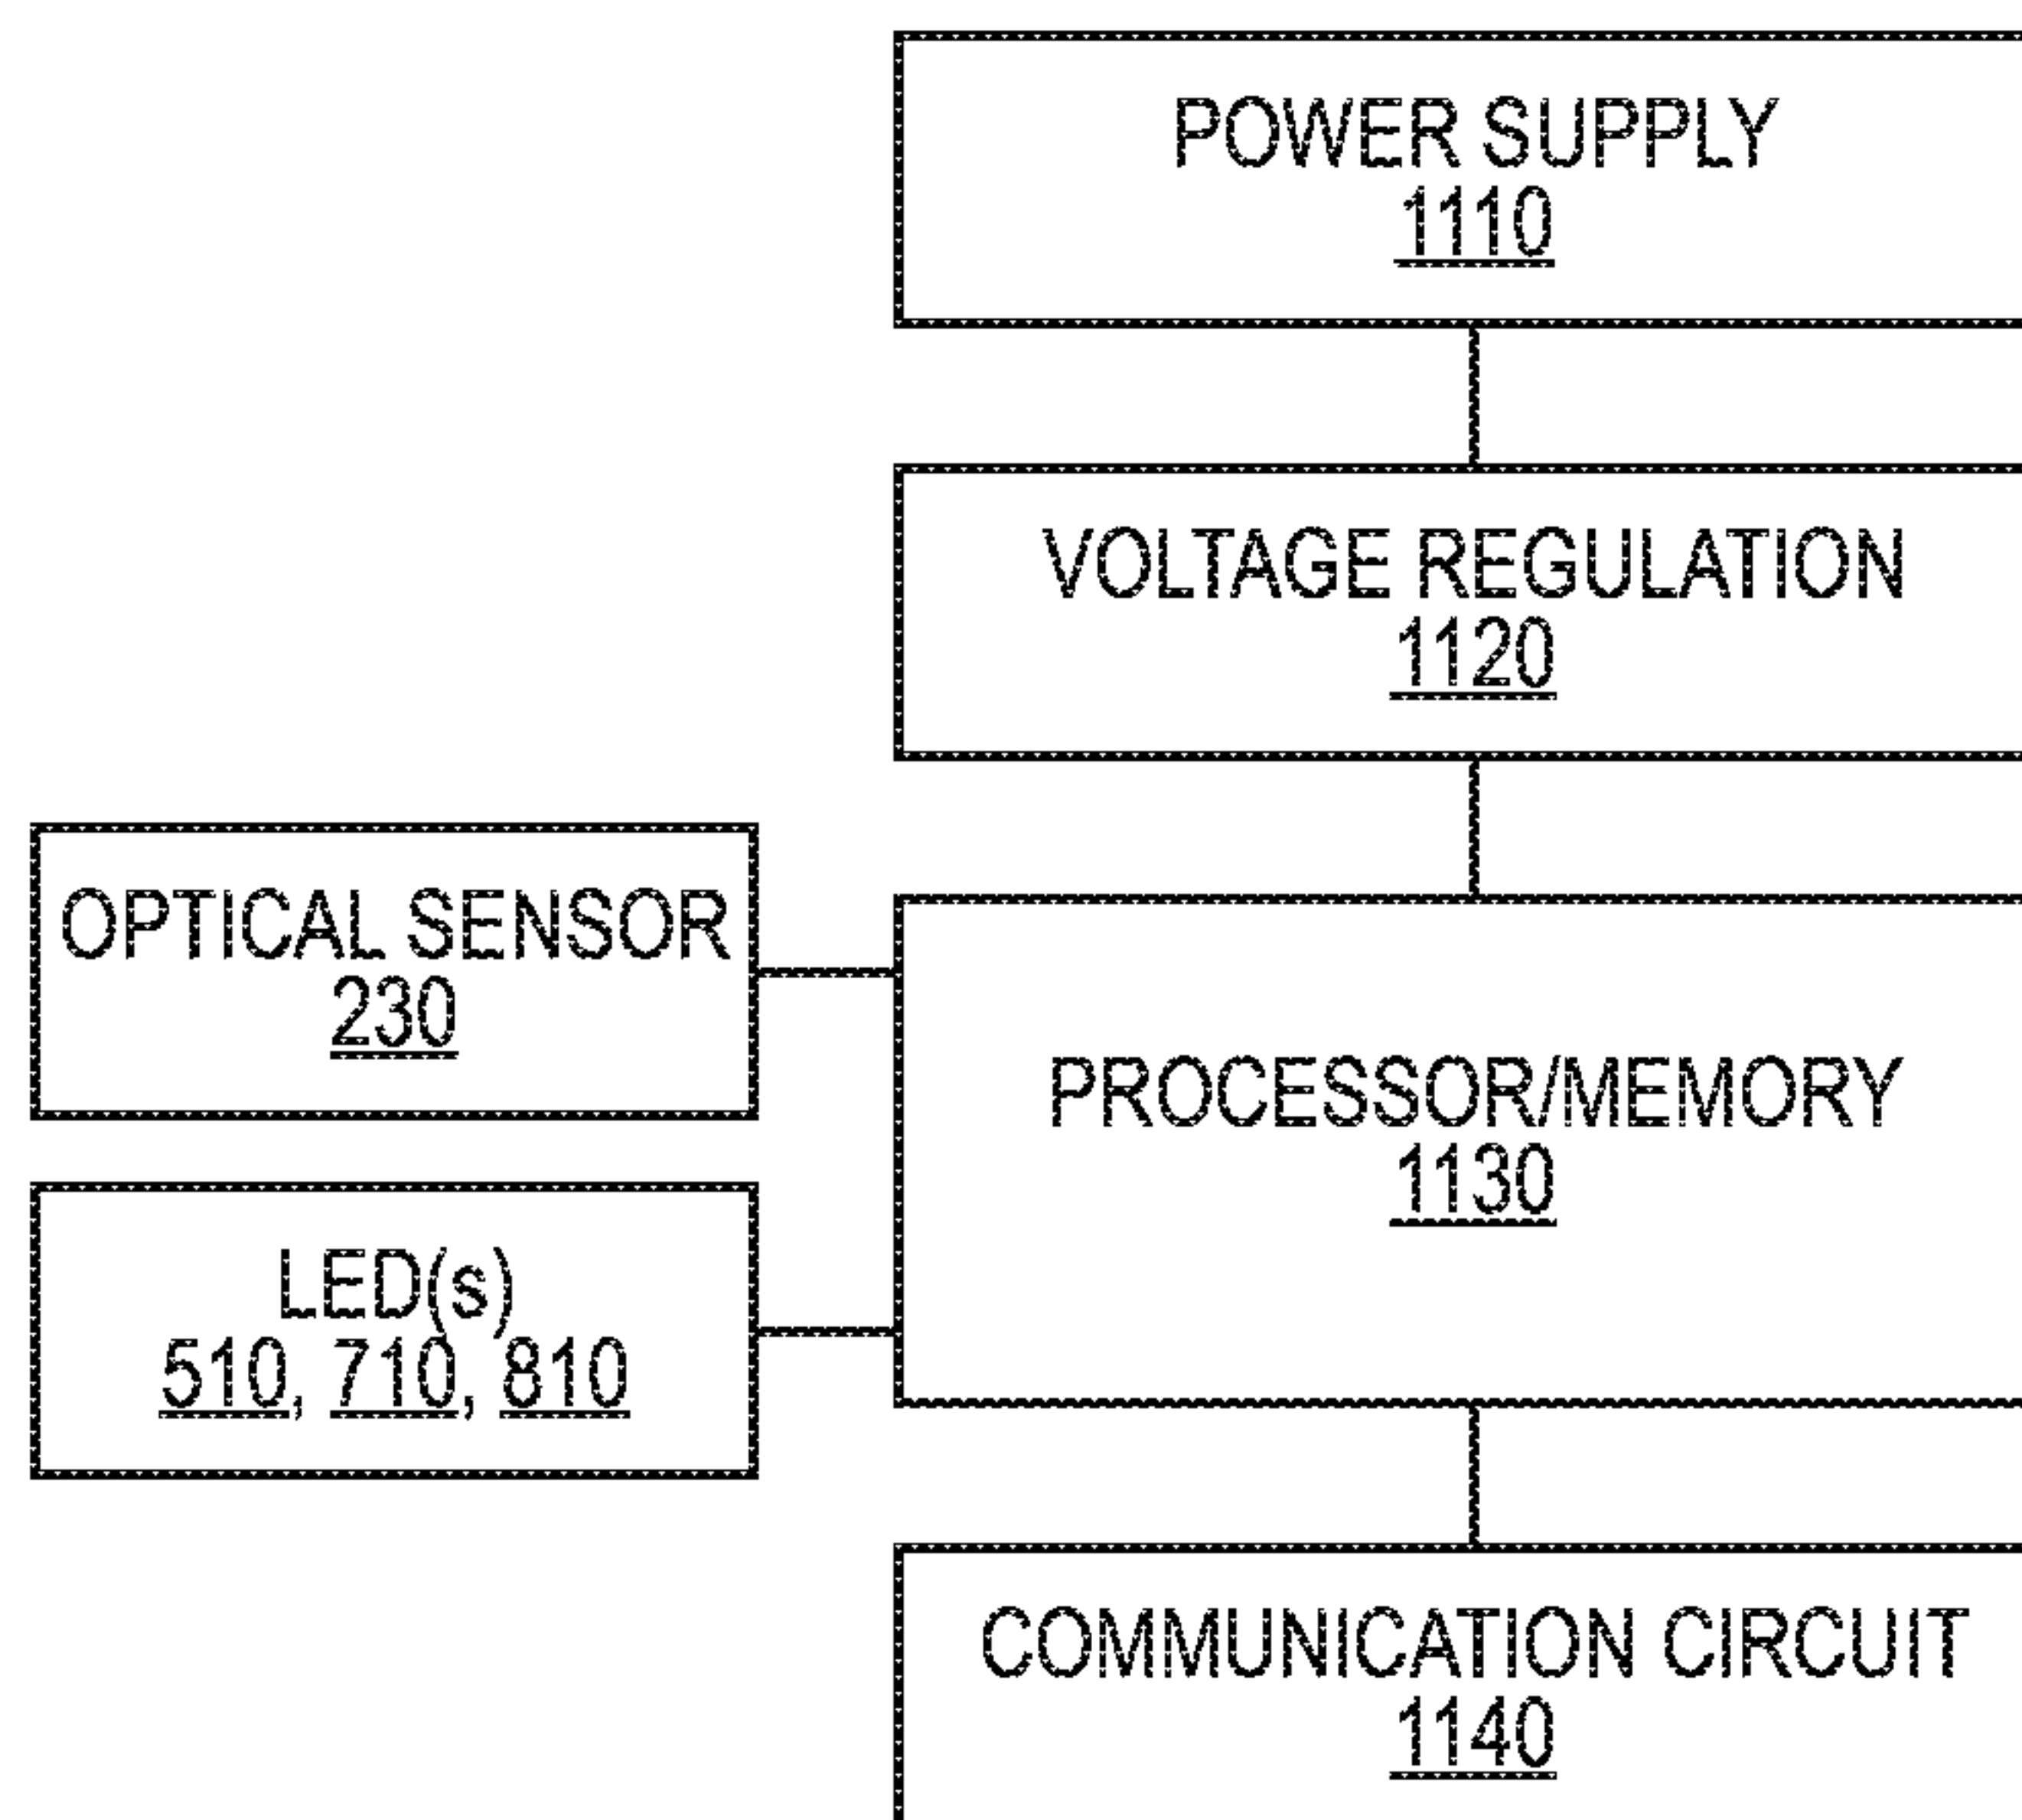 POWER SUPPLY
1110
VOLTAGE REGULATION
1120
OPTICAL SENSOR
230
PROCESSOR/MEMORY
1130
LED(s)
510, 710, 810
COMMUNICATION CIRCUIT
1140